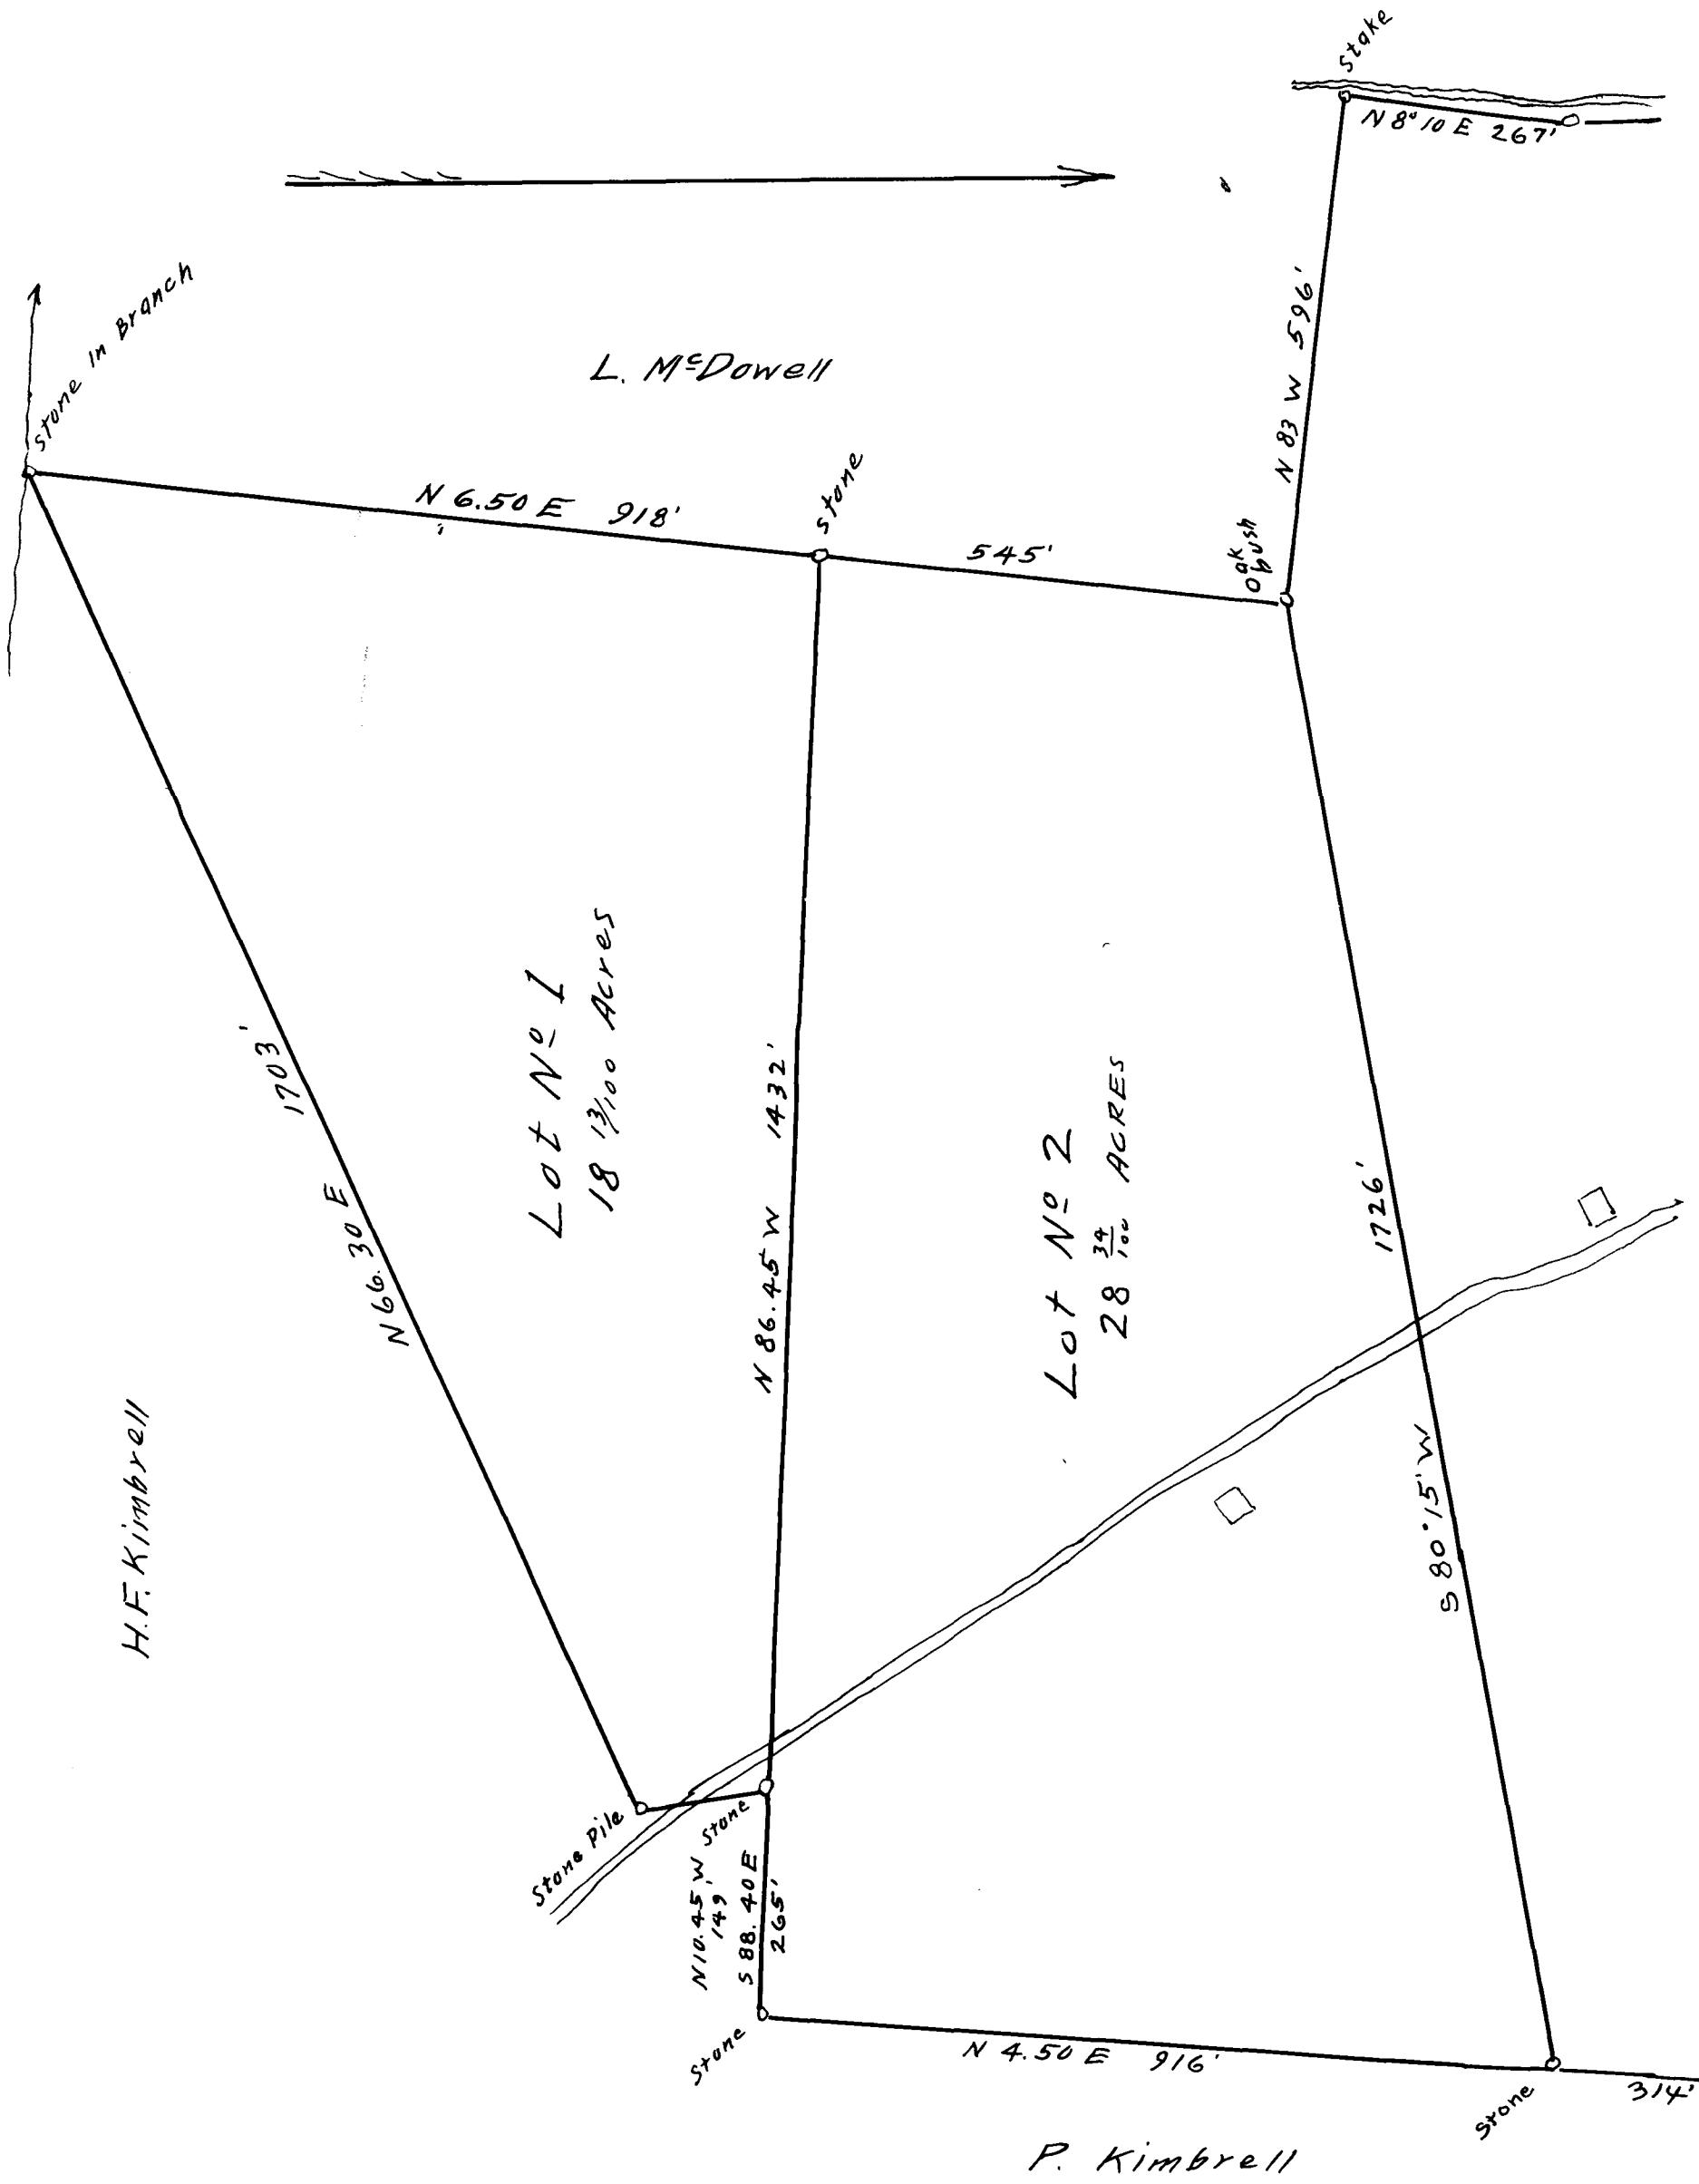 Stake
N 8°10 E 267'
Stone In Branch
L. McDowell
N 83 W 596'
N 6.50 E 918'
Stone
545'
Oak
bush
1703'
N 66.30 E
Lot No 1
18 13/100 Acres
N 86.45 W 1432'
Lot No 2
28 34/100 ACRES
1726'
S 80°15' W
H.F. Kimbrell
Stone Pile
Stone
N 10.45 W
149'
S 88.40 E
265'
Stone
N 4.50 E 916'
Stone
314'
P. Kimbrell